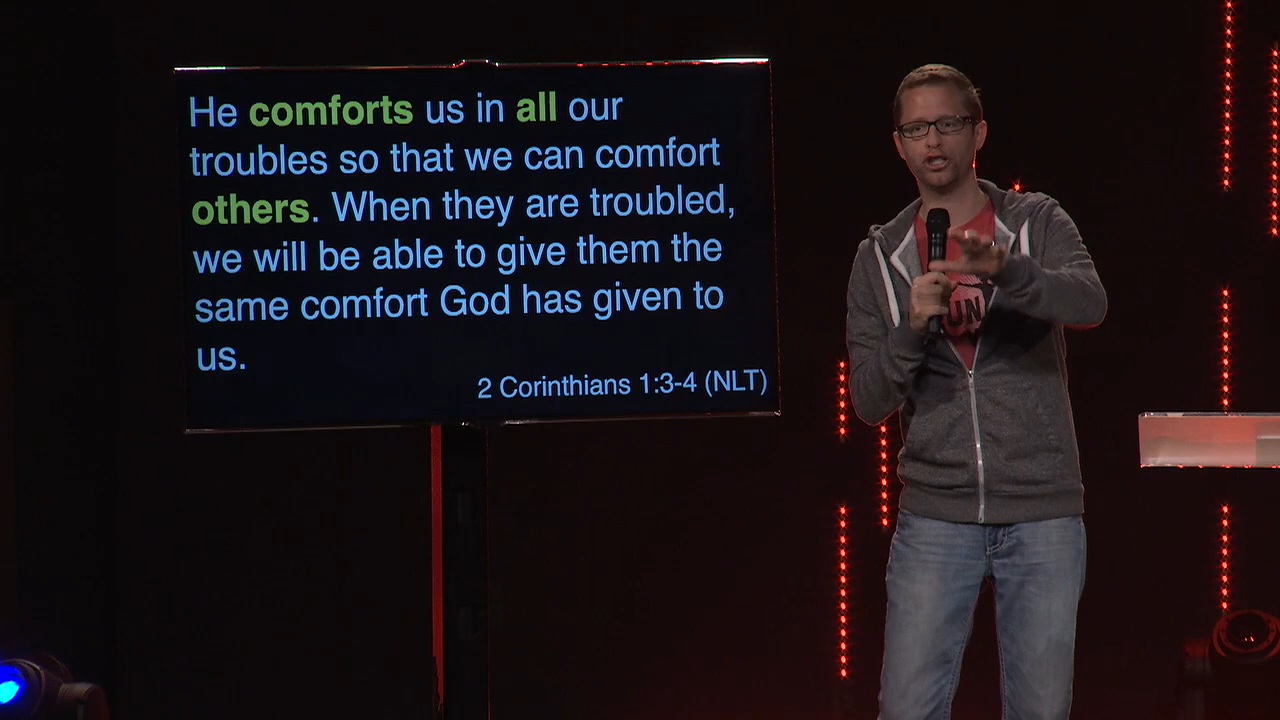 He comforts us in all our
troubles so that we can comfort
others. When they are troubled,
we will be able to give them the
same comfort God has given to
us.
2 Corinthians 1:3-4 (NLT)
UN